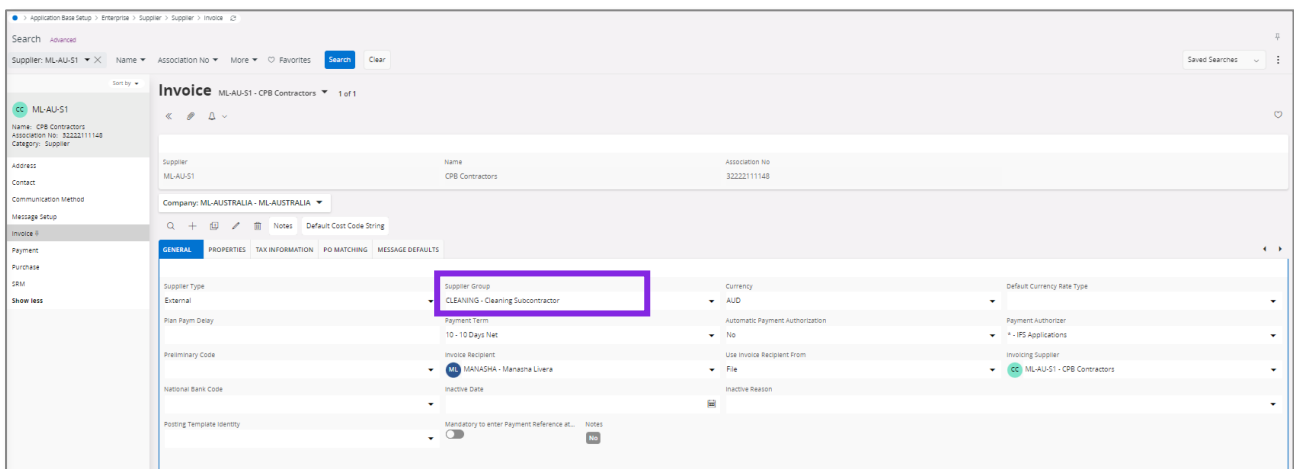 Application Base Setup > Enterprise > Supplier > Supplier > Invoice
Search Advanced
Supplier: ML-AU-S1 Name Association No More Favorites Search Clear Saved Searches
Sort by
CC ML-AU-S1
Name: CPB Contractors
Association No: 32222111148
Category: Supplier
Address
Contact
Communication Method
Message Setup
Invoice
Payment
Purchase
SRM
Show less
Invoice ML-AU-S1 - CPB Contractors 1 of 1
Supplier Name Association No
ML-AU-S1 CPB Contractors 32222111148
Company: ML-AUSTRALIA - ML-AUSTRALIA
Notes Default Cost Code String
GENERAL PROPERTIES TAX INFORMATION PO MATCHING MESSAGE DEFAULTS
Supplier Type Supplier Group Currency Default Currency Rate Type
External CLEANING - Cleaning Subcontractor AUD
Plan Paym Delay Payment Term Automatic Payment Authorization Payment Authorizer
10 - 10 Days Net No * - IFS Applications
Preliminary Code Invoice Recipient Use Invoice Recipient From Invoicing Supplier
ML MANASHA - Manasha Livera File CC ML-AU-S1 - CPB Contractors
National Bank Code Inactive Date Inactive Reason
Posting Template Identity Mandatory to enter Payment Reference at... Notes
No